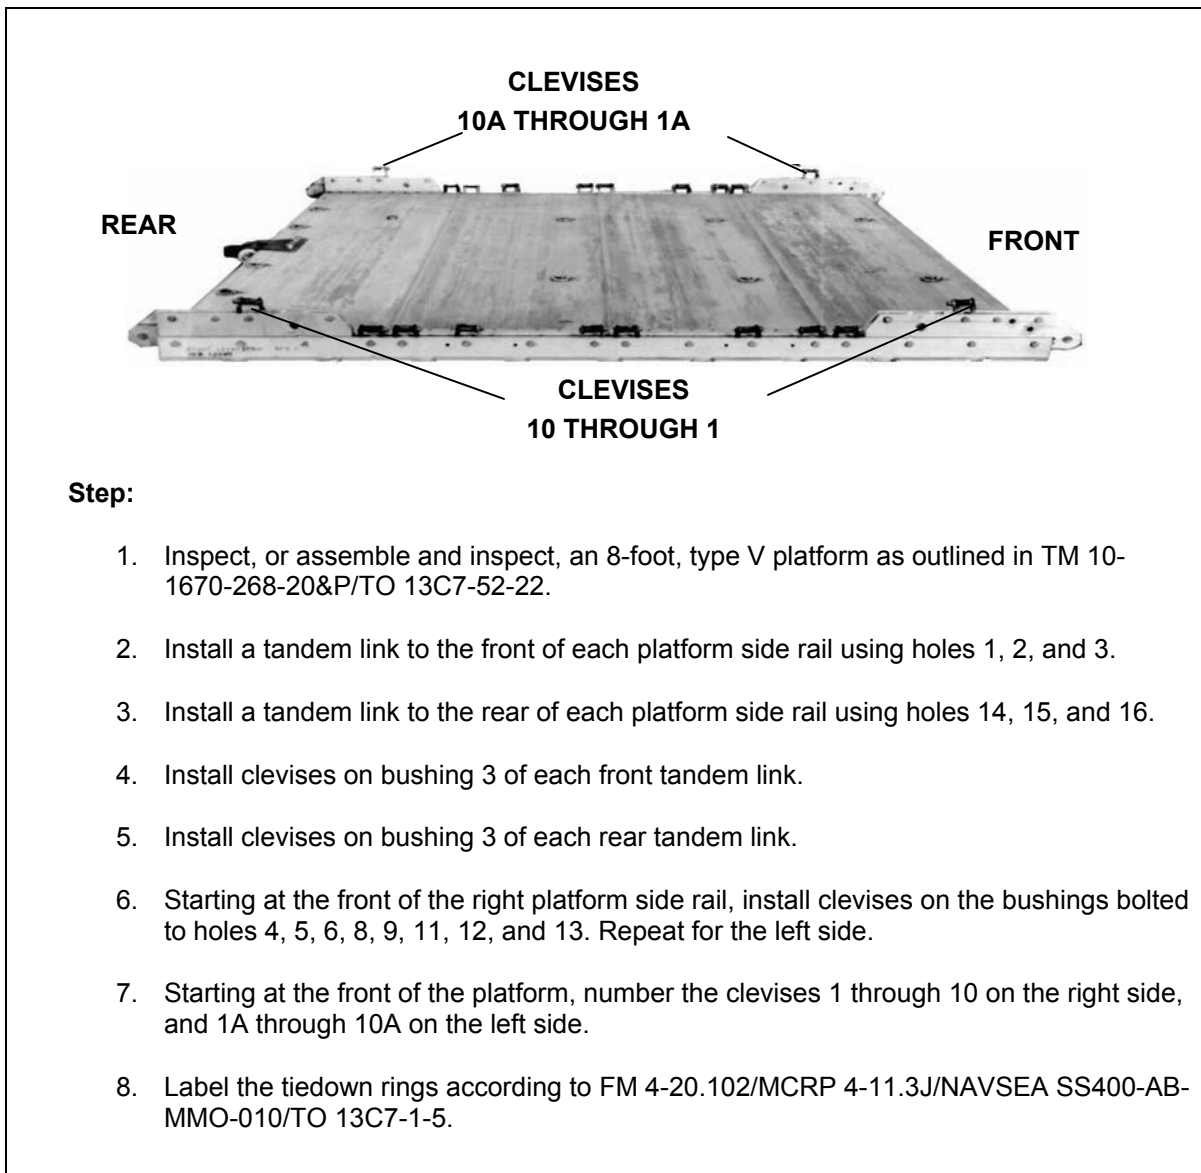 CLEVISES
10A THROUGH 1A
REAR
FRONT
CLEVISES
10 THROUGH 1
Step:
1. Inspect, or assemble and inspect, an 8-foot, type V platform as outlined in TM 10-
1670-268-20&P/TO 13C7-52-22.
2. Install a tandem link to the front of each platform side rail using holes 1, 2, and 3.
3. Install a tandem link to the rear of each platform side rail using holes 14, 15, and 16.
4. Install clevises on bushing 3 of each front tandem link.
5. Install clevises on bushing 3 of each rear tandem link.
6. Starting at the front of the right platform side rail, install clevises on the bushings bolted
to holes 4, 5, 6, 8, 9, 11, 12, and 13. Repeat for the left side.
7. Starting at the front of the platform, number the clevises 1 through 10 on the right side,
and 1A through 10A on the left side.
8. Label the tiedown rings according to FM 4-20.102/MCRP 4-11.3J/NAVSEA SS400-AB-
MMO-010/TO 13C7-1-5.